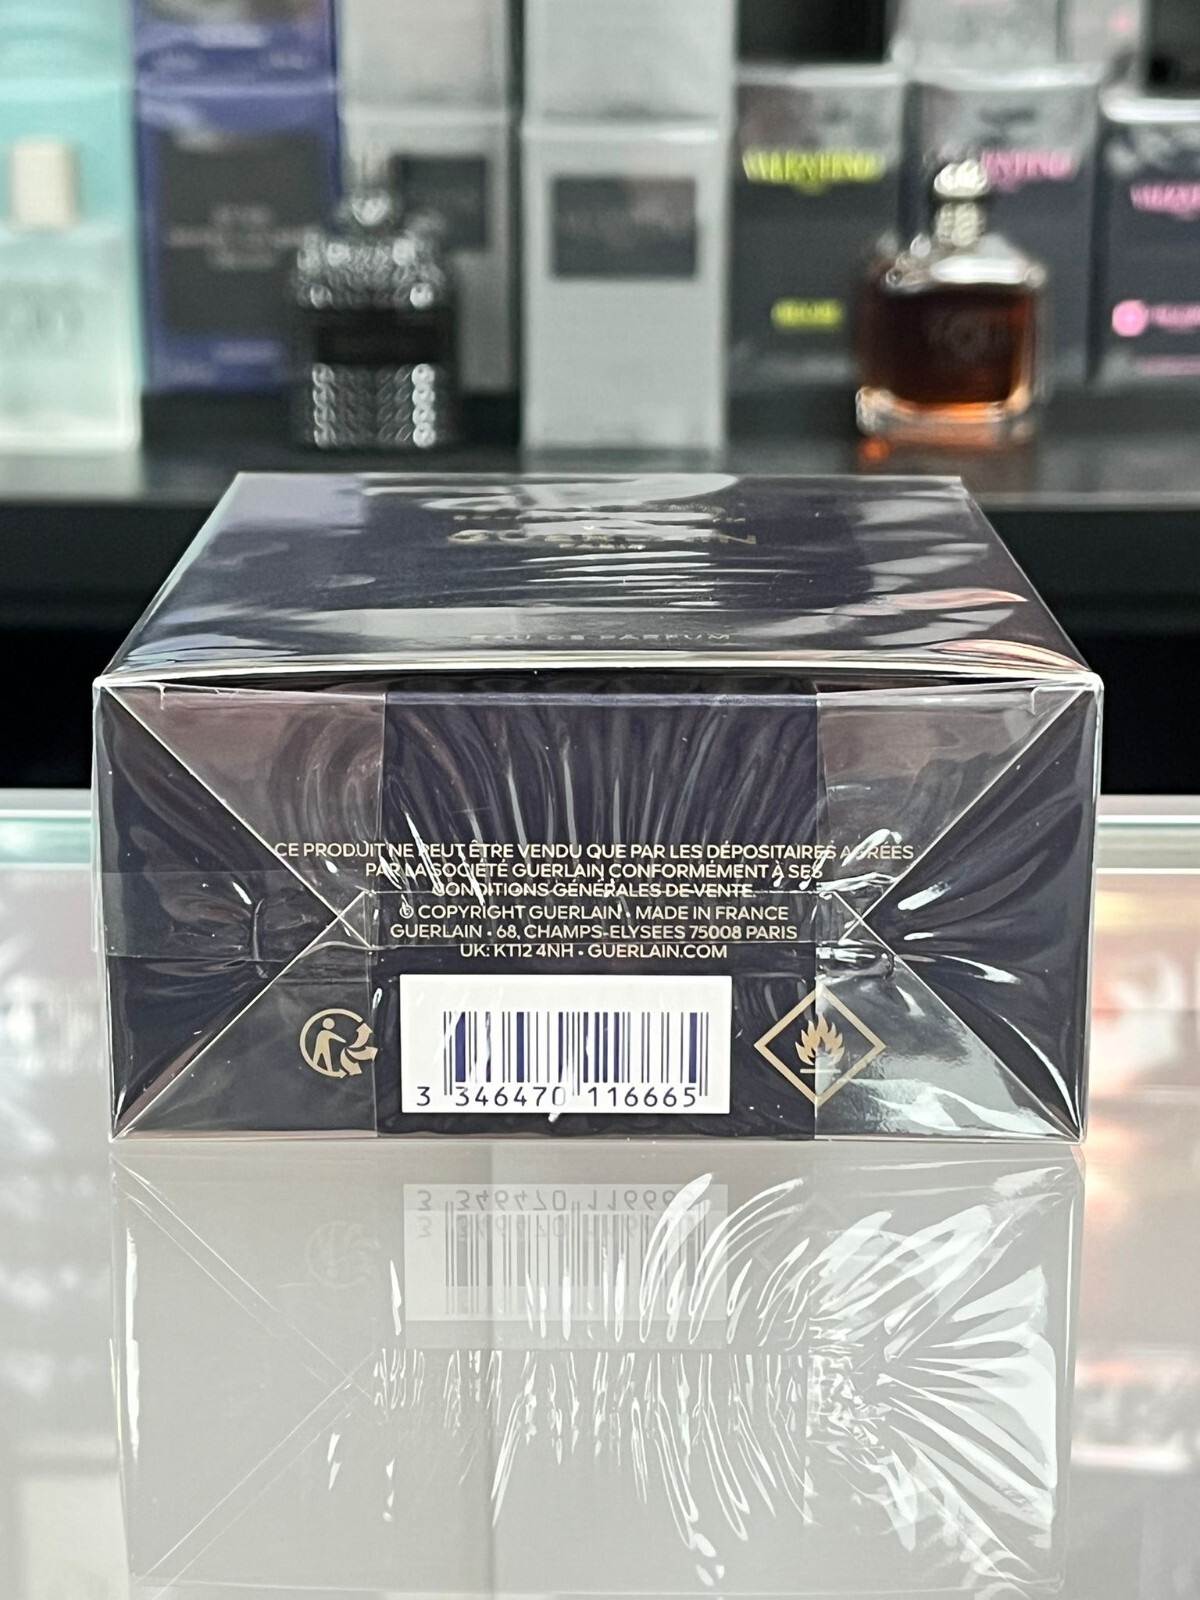 VALENTINO
GUERLAIN
PARIS
EAU DE PARFUM
CE PRODUIT NE PEUT ÊTRE VENDU QUE PAR LES DÉPOSITAIRES AGRÉÉS
PAR LA SOCIÉTÉ GUERLAIN CONFORMÉMENT À SES
CONDITIONS GÉNÉRALES DE VENTE.
© COPYRIGHT GUERLAIN • MADE IN FRANCE
GUERLAIN • 68, CHAMPS-ELYSEES 75008 PARIS
UK: KT12 4NH • GUERLAIN.COM
3 346470 116665